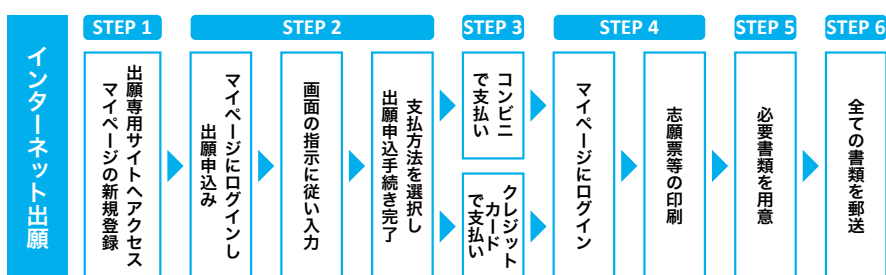 インターネット出願
STEP 1
出願専用サイトへアクセス
マイページの新規登録
STEP 2
マイページにログインし
出願申込み
画面の指示に従い入力
支払方法を選択し
出願申込手続き完了
STEP 3
コンビニ
で支払い
クレジット
カード
で支払い
STEP 4
マイページにログイン
志願票等の印刷
STEP 5
必要書類を用意
STEP 6
全ての書類を郵送